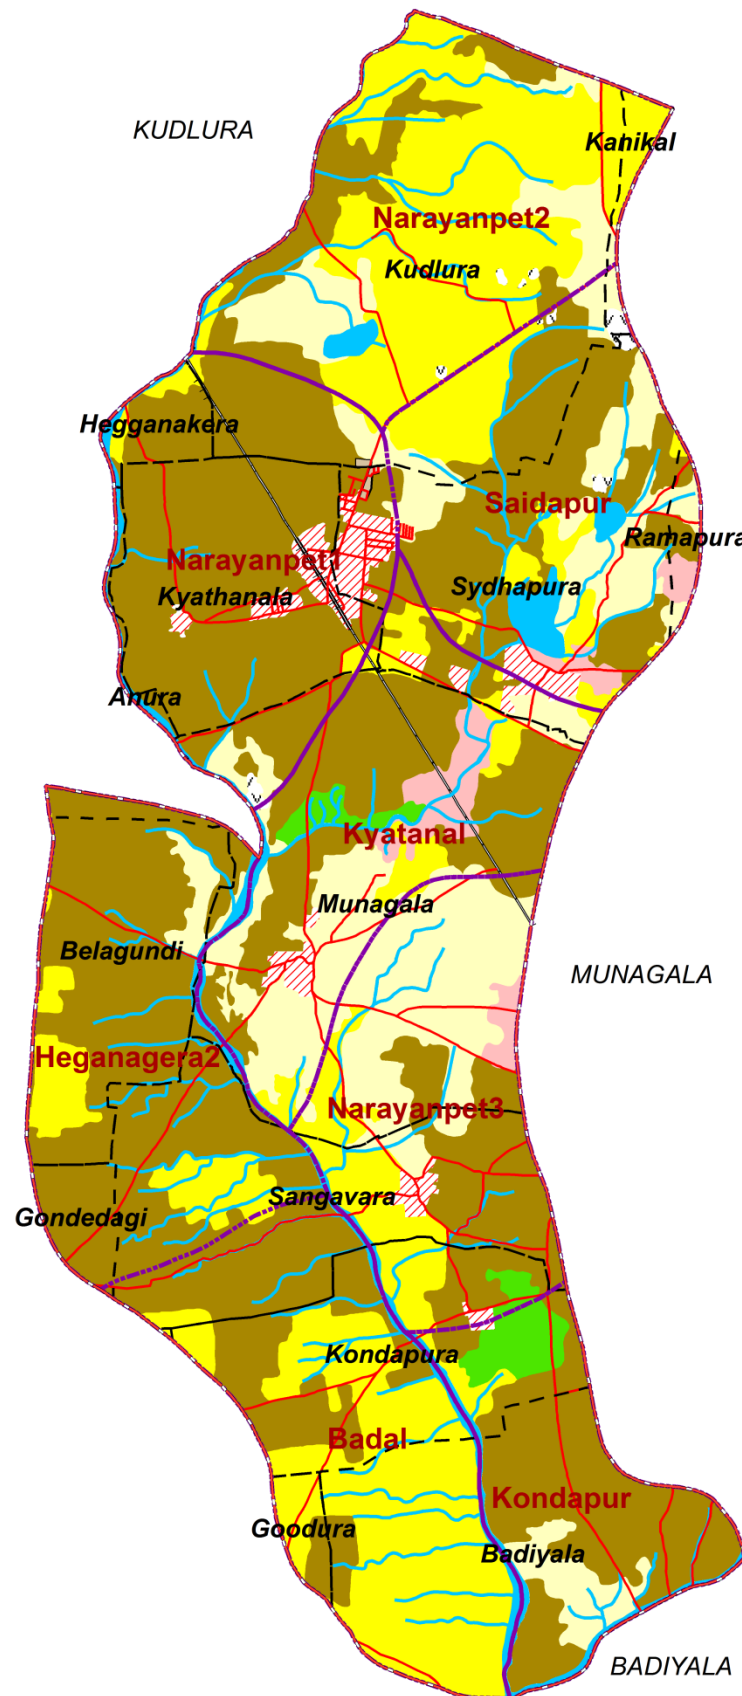 KUDLURA
Kanikal
Narayanpet2
Kudlura
Hegganakera
Saidapur
Ramapura
Narayanpet1
Sydhapura
Kyathanala
Anura
Kyatanal
Munagala
Belagundi
MUNAGALA
Heganagera2
Narayanpet3
Sangavara
Gondedagi
Kondapura
Badal
Kondapur
Goodura
Badiyala
BADIYALA